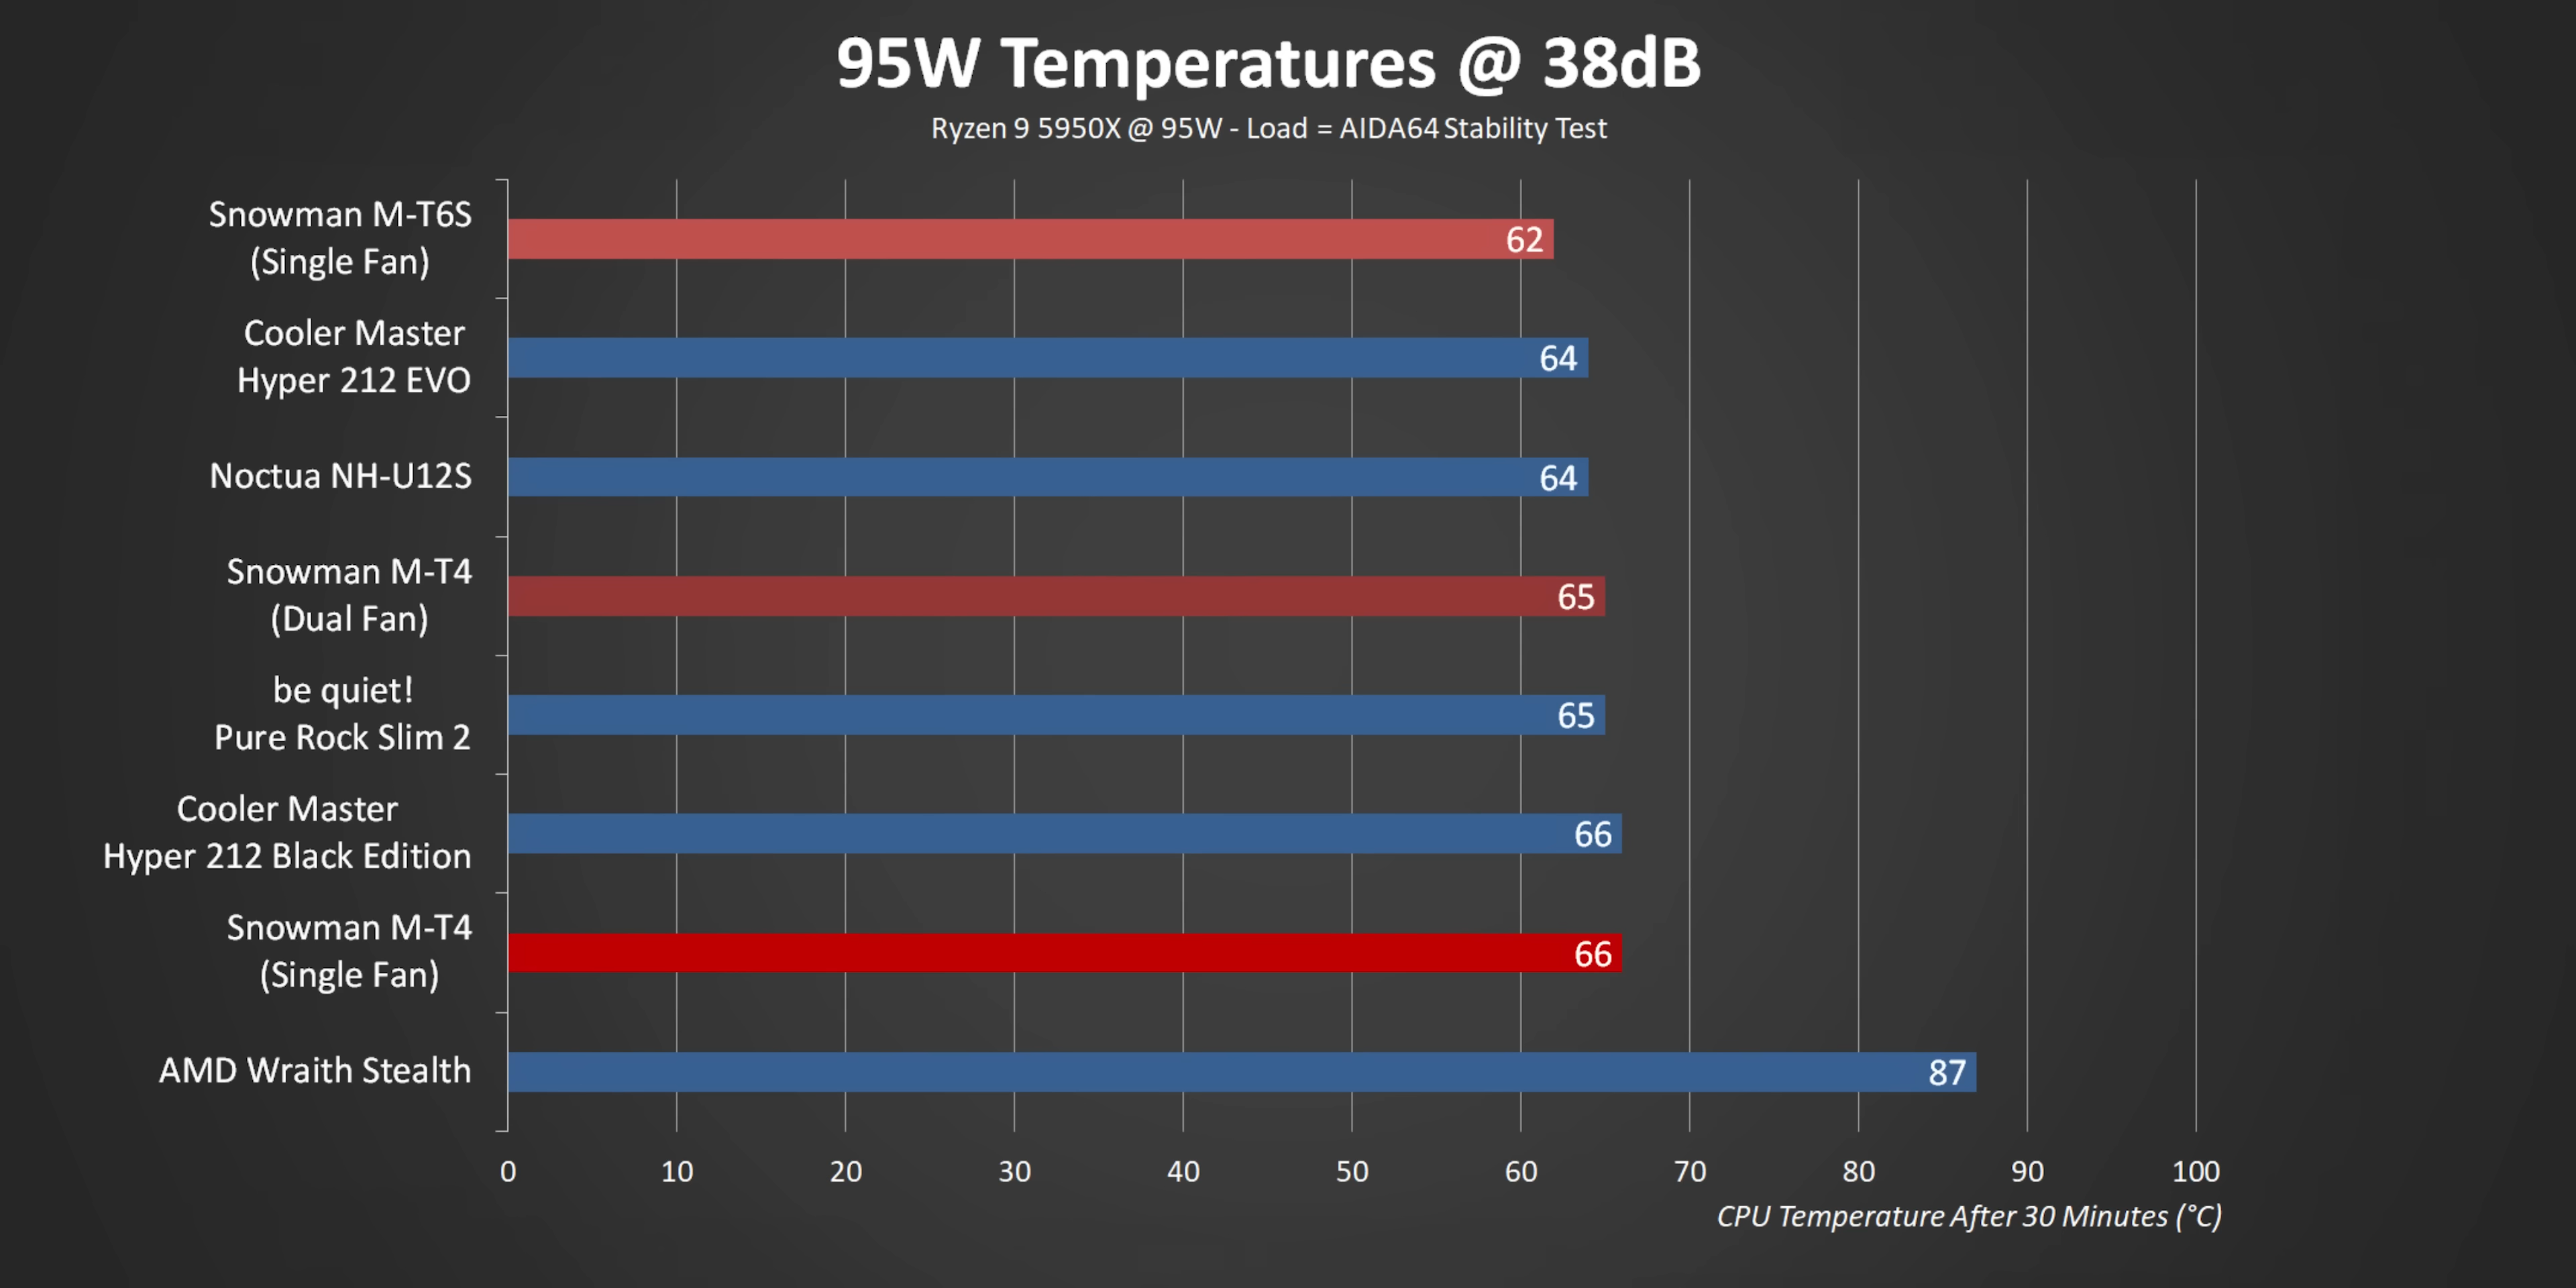 95W Temperatures @ 38dB
Ryzen 9 5950X @ 95W - Load = AIDA64 Stability Test
Snowman M-T6S
(Single Fan)
62
Cooler Master
Hyper 212 EVO
64
Noctua NH-U12S
64
Snowman M-T4
(Dual Fan)
65
be quiet!
Pure Rock Slim 2
65
Cooler Master
Hyper 212 Black Edition
66
Snowman M-T4
(Single Fan)
66
AMD Wraith Stealth
87
0 10 20 30 40 50 60 70 80 90 100
CPU Temperature After 30 Minutes (°C)